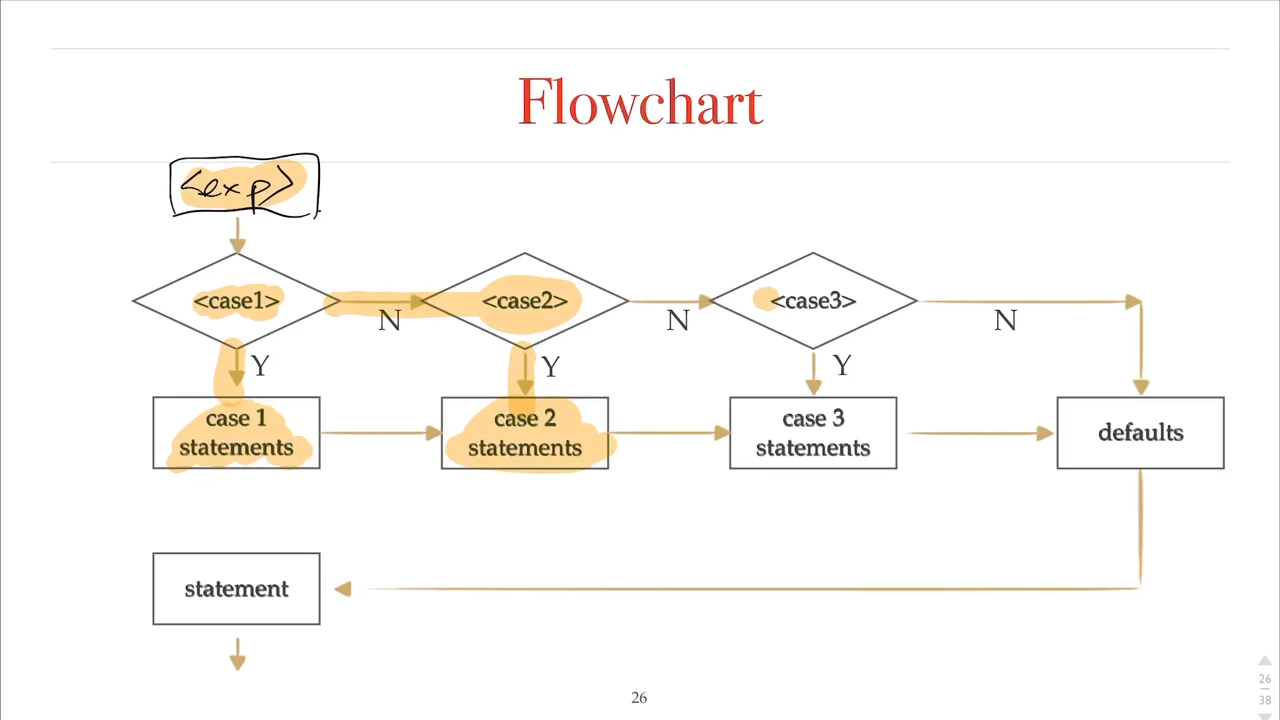 Flowchart
<exp>
<case1>
<case2>
<case3>
N
N
N
Y
Y
Y
case 1
statements
case 2
statements
case 3
statements
defaults
statement
26
26
38